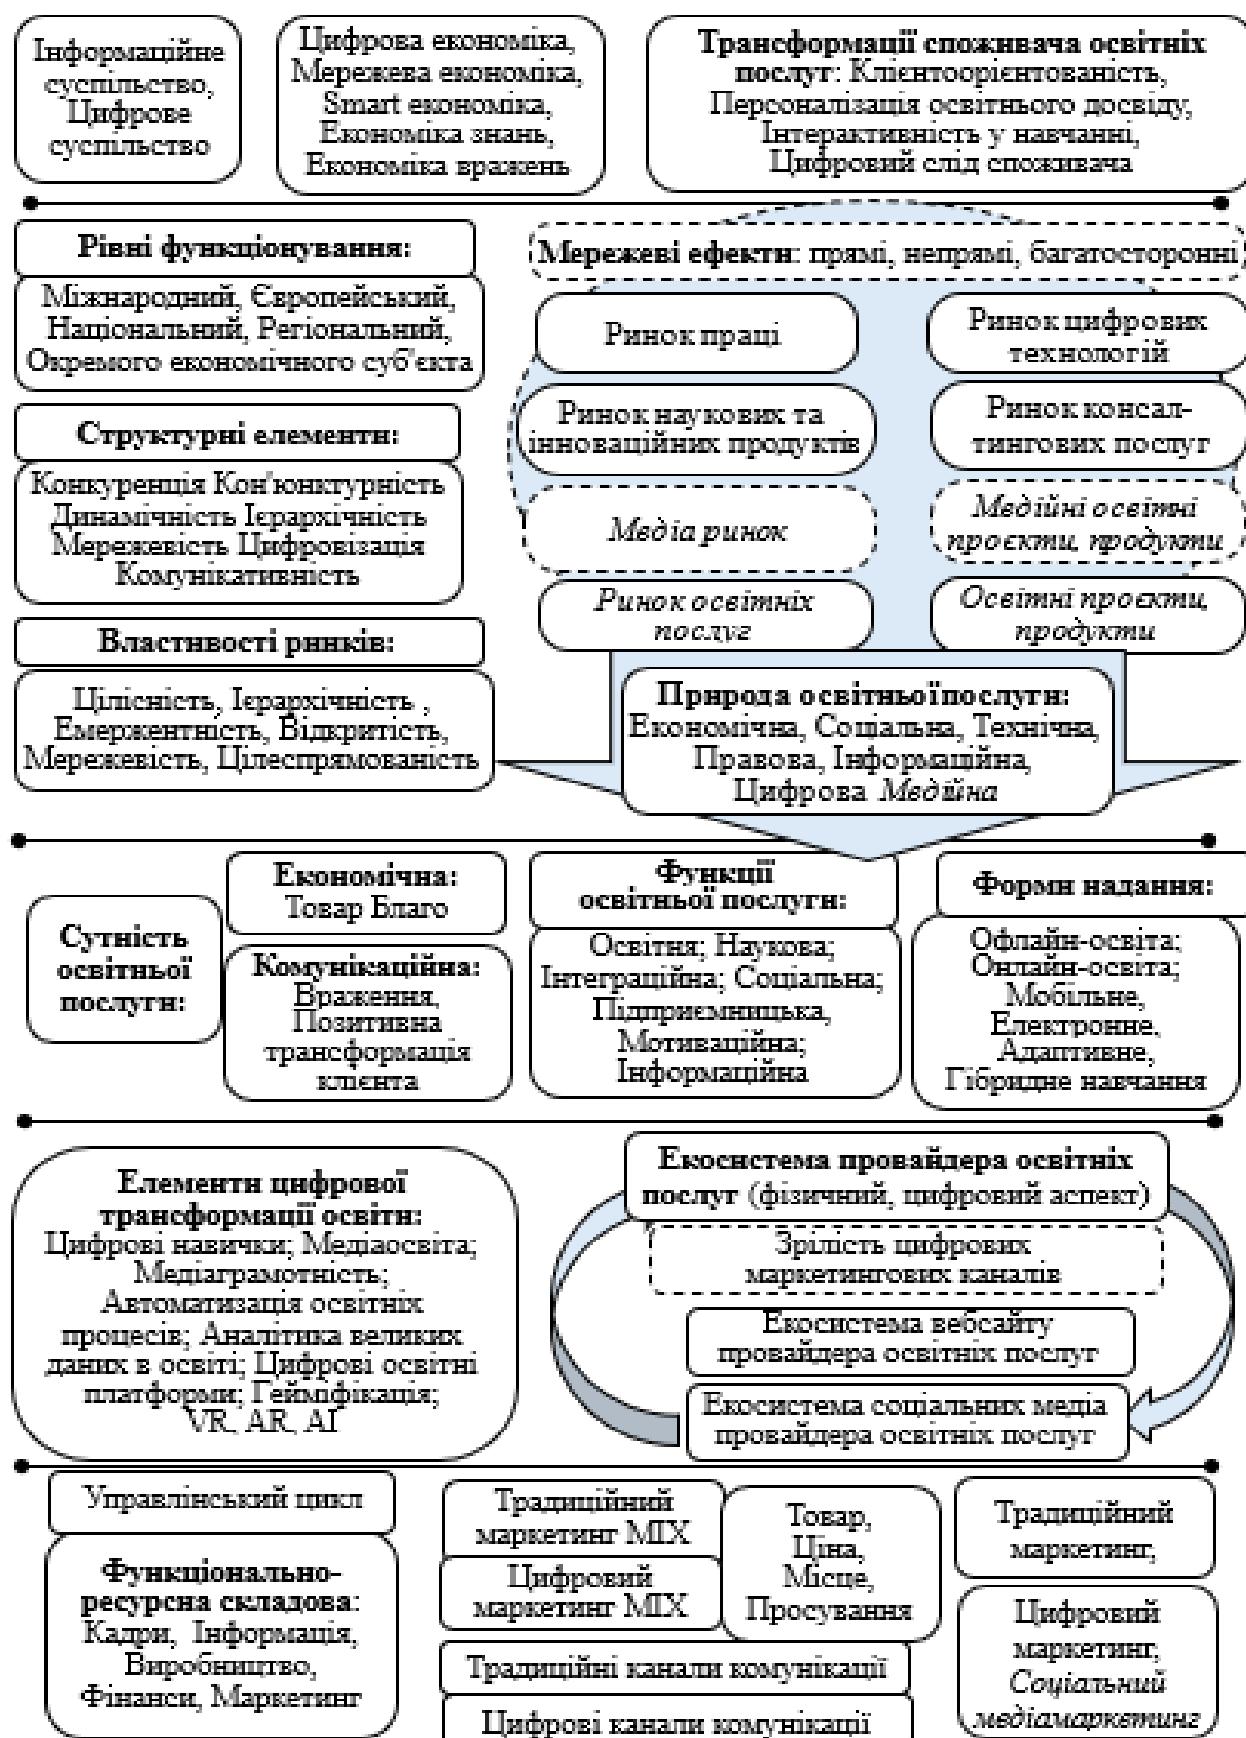 Інформаційне
суспільство,
Цифрове
суспільство
Цифрова економіка,
Мережева економіка,
Smart економіка,
Економіка знань,
Економіка вражень
Трансформації споживача освітніх
послуг: Клієнтоорієнтованість,
Персоналізація освітнього досвіду,
Інтерактивність у навчанні,
Цифровий слід споживача
Рівні функціонування:
Міжнародний, Європейський,
Національний, Регіональний,
Окремого економічного суб'єкта
Структурні елементи:
Конкуренція Кон'юнктурність
Динамічність Ієрархічність
Мережевість Цифровізація
Комунікативність
Властивості ринків:
Цілісність, Ієрархічність ,
Емержентність, Відкритість,
Мережевість, Цілеспрямованість
Мережеві ефекти: прямі, непрямі, багатосторонні
Ринок праці
Ринок цифрових
технологій
Ринок наукових та
інноваційних продуктів
Ринок консал-
тингових послуг
Медіа ринок
Медійні освітні
проєкти, продукти
Ринок освітніх
послуг
Освітні проєкти,
продукти
Природа освітньої послуги:
Економічна, Соціальна, Технічна,
Правова, Інформаційна,
Цифрова Медійна
Сутність
освітньої
послуги:
Економічна:
Товар Благо
Комунікаційна:
Враження,
Позитивна
трансформація
клієнта
Функції
освітньої послуги:
Освітня; Наукова;
Інтеграційна; Соціальна;
Підприємницька,
Мотиваційна;
Інформаційна
Форми надання:
Офлайн-освіта;
Онлайн-освіта;
Мобільне,
Електронне,
Адаптивне,
Гібридне навчання
Елементи цифрової
трансформації освіти:
Цифрові навички; Медіаосвіта;
Медіаграмотність;
Автоматизація освітніх
процесів; Аналітика великих
даних в освіті; Цифрові освітні
платформи; Гейміфікація;
VR, AR, AI
Екосистема провайдера освітніх
послуг (фізичний, цифровий аспект)
Зрілість цифрових
маркетингових каналів
Екосистема вебсайту
провайдера освітніх послуг
Екосистема соціальних медіа
провайдера освітніх послуг
Управлінський цикл
Функціонально-
ресурсна складова:
Кадри, Інформація,
Виробництво,
Фінанси, Маркетинг
Традиційний
маркетинг МІХ
Цифровий
маркетинг МІХ
Товар,
Ціна,
Місце,
Просування
Традиційні канали комунікації
Цифрові канали комунікації
Традиційний
маркетинг,
Цифровий
маркетинг,
Соціальний
медіамаркетинг